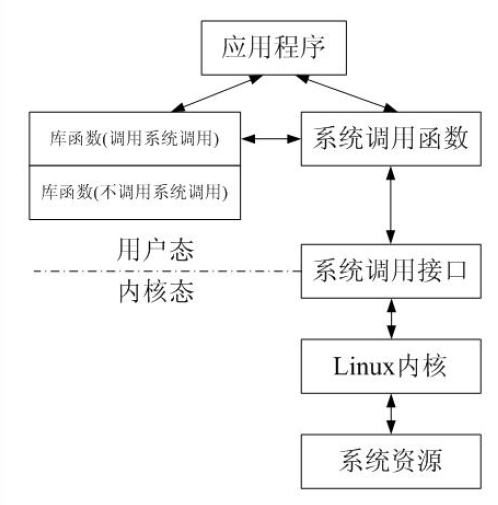 应用程序
库函数(调用系统调用)
系统调用函数
库函数(不调用系统调用)
用户态
内核态
系统调用接口
Linux内核
系统资源